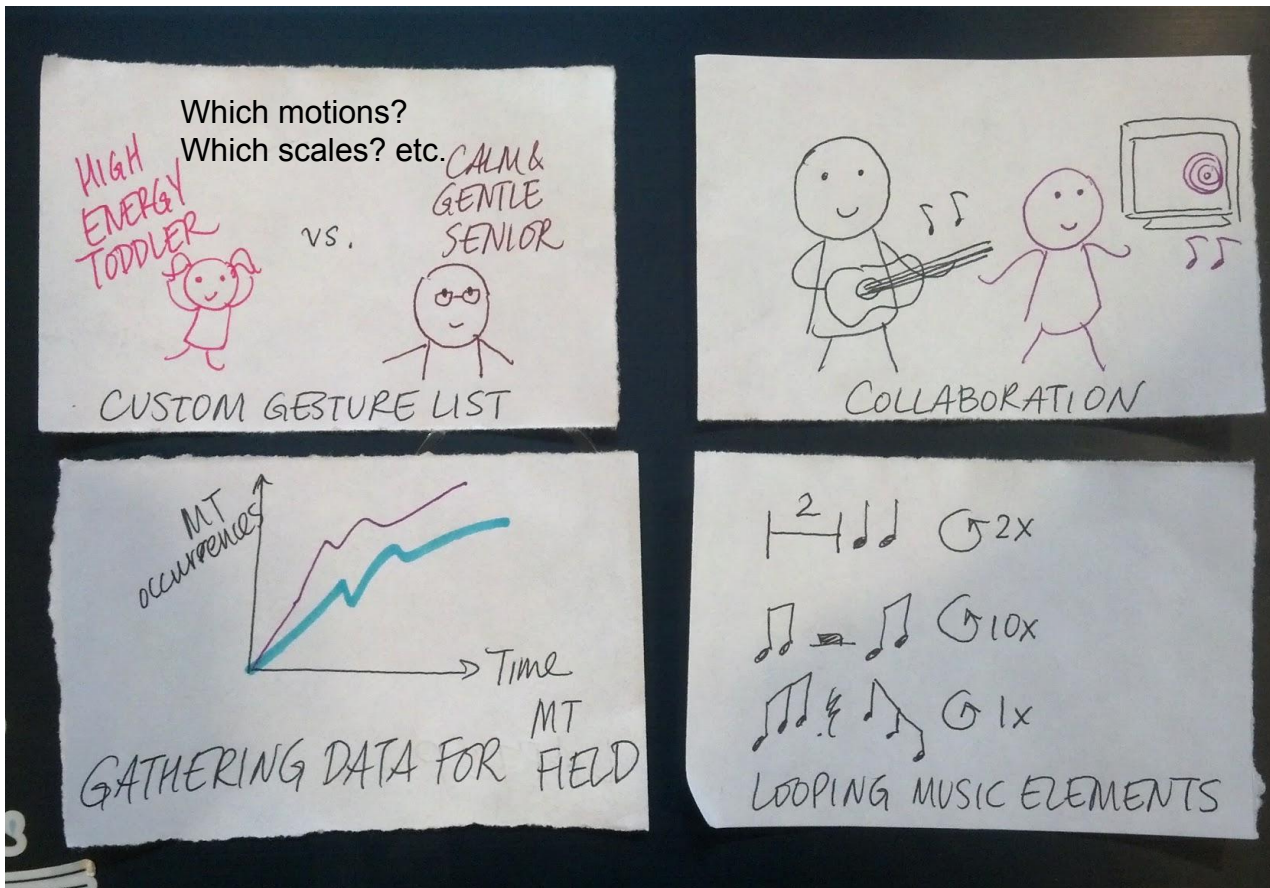 Which motions?
Which scales? etc.
HIGH
ENERGY
TODDLER
vs.
CALM &
GENTLE
SENIOR
CUSTOM GESTURE LIST
COLLABORATION
MT
occurrences
Time
GATHERING DATA FOR MT
FIELD
2
2x
10x
1x
LOOPING MUSIC ELEMENTS
8